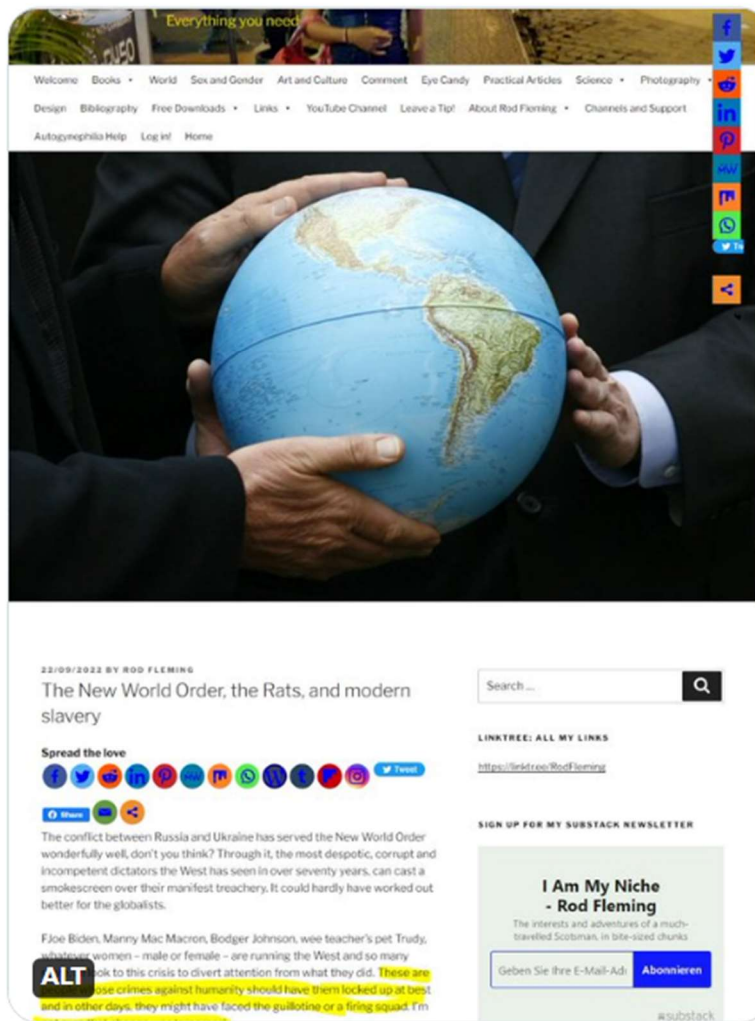 Everything you need
Welcome Books World Sex and Gender Art and Culture Comment Eye Candy Practical Articles Science Photography
Design Bibliography Free Downloads Links YouTube Channel Leave a Tip! About Rod Fleming Channels and Support
Autogynephilia Help Log in! Home
22/09/2022 BY ROD FLEMING
The New World Order, the Rats, and modern
slavery
Spread the love
Tweet
Share
The conflict between Russia and Ukraine has served the New World Order
wonderfully well, don't you think? Through it, the most despotic, corrupt and
incompetent dictators the West has seen in over seventy years, can cast a
smokescreen over their manifest treachery. It could hardly have worked out
better for the globalists.
FJoe Biden, Manny Mac Macron, Bodger Johnson, wee teacher's pet Trudy,
whatever women – male or female – are running the West and so many
to this crisis to divert attention from what they did. These are
crimes against humanity should have them locked up at best
and in other days, they might have faced the guillotine or a firing squad. I'm
ALT
Search ...
LINKTREE: ALL MY LINKS
https://linktr.ee/RodFleming
SIGN UP FOR MY SUBSTACK NEWSLETTER
I Am My Niche
- Rod Fleming
The interests and adventures of a much-
travelled Scotsman, in bite-sized chunks
Geben Sie Ihre E-Mail-Ad
Abonnieren
substack